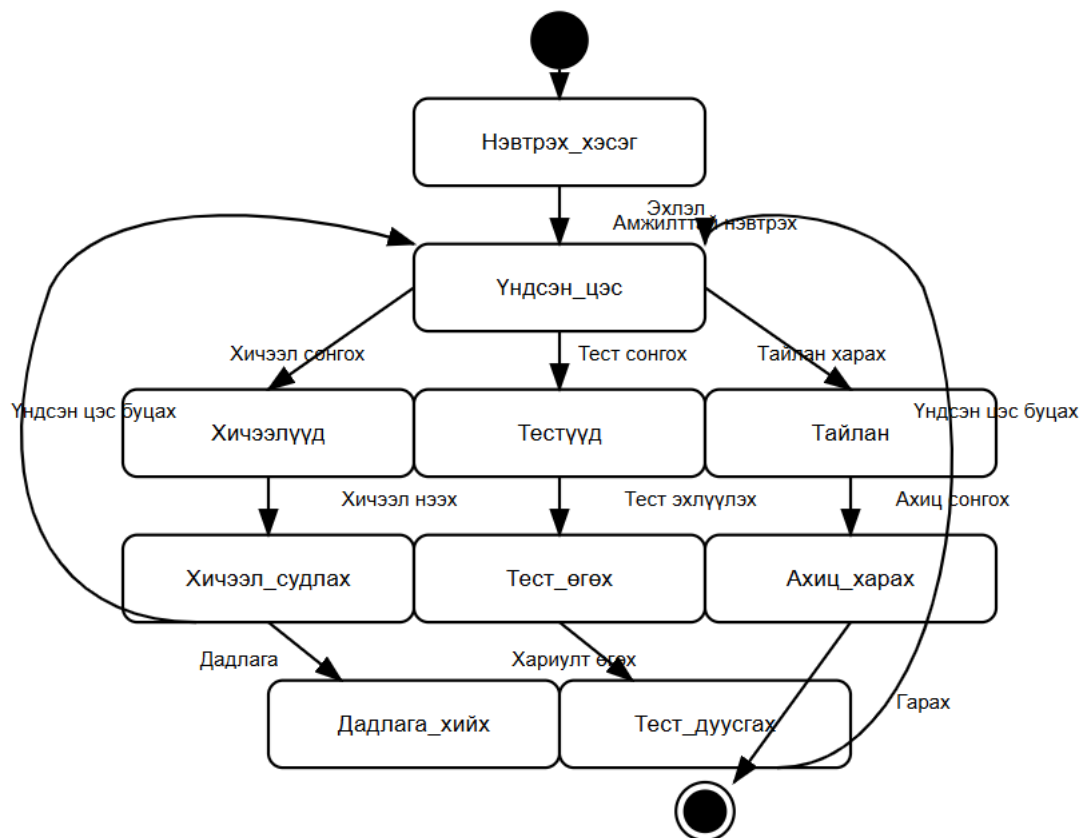 Нэвтрэх_хэсэг
Эхлэл
Амжилттай нэвтрэх
Үндсэн_цэс
Хичээл сонгох
Тест сонгох
Тайлан харах
Үндсэн цэс буцах
Үндсэн цэс буцах
Хичээлүүд
Тестүүд
Тайлан
Хичээл нээх
Тест эхлүүлэх
Ахиц сонгох
Хичээл_судлах
Тест_өгөх
Ахиц_харах
Дадлага
Хариулт өгөх
Гарах
Дадлага_хийх
Тест_дуусгах